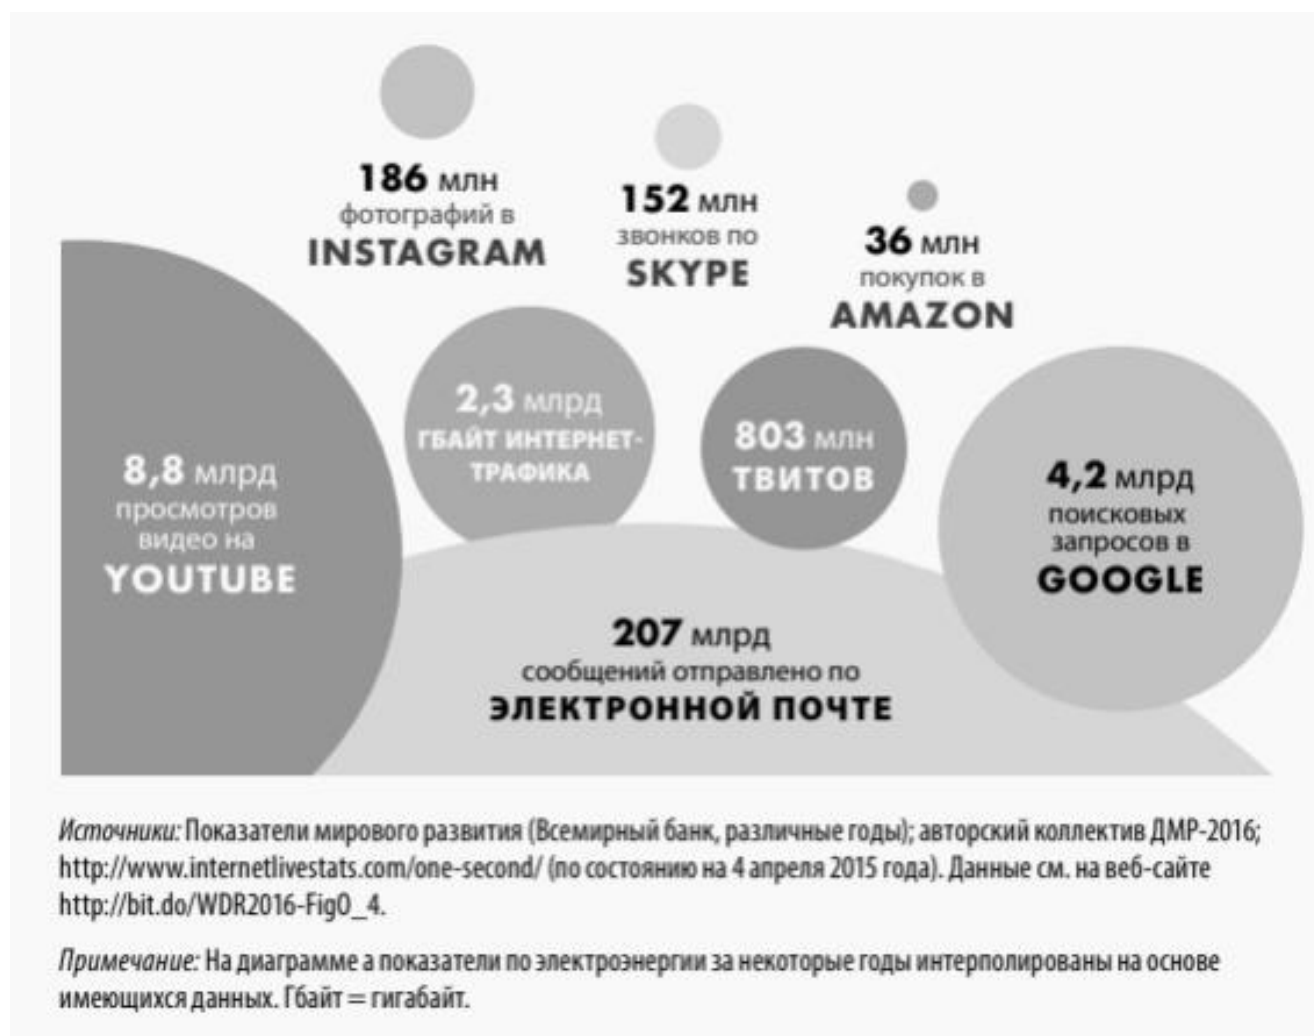 186 млн
фотографий в
INSTAGRAM
152 млн
звонков по
SKYPE
36 млн
покупок в
AMAZON
8,8 млрд
просмотров
видео на
YOUTUBE
2,3 млрд
ГБАЙТ ИНТЕРНЕТ-
ТРАФИКА
803 млн
ТВИТОВ
4,2 млрд
поисковых
запросов в
GOOGLE
207 млрд
сообщений отправлено по
ЭЛЕКТРОННОЙ ПОЧТЕ
Источники: Показатели мирового развития (Всемирный банк, различные годы); авторский коллектив ДМР-2016;
http://www.internetlivestats.com/one-second/ (по состоянию на 4 апреля 2015 года). Данные см. на веб-сайте
http://bit.do/WDR2016-FigO_4.
Примечание: На диаграмме а показатели по электроэнергии за некоторые годы интерполированы на основе
имеющихся данных. Гбайт = гигабайт.